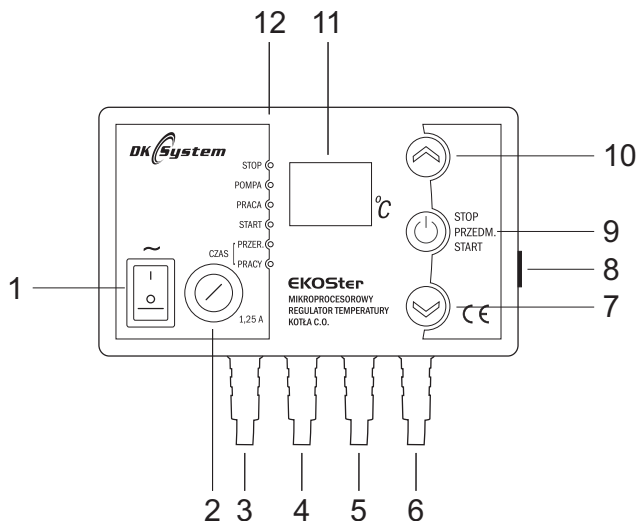 12 11
DK System
STOP
POMPA
PRACA
START
CZAS
PRZER.
PRACY
~
1,25 A
°C
EKOSter
MIKROPROCESOROWY
REGULATOR TEMPERATURY
KOTŁA C.O.
STOP
PRZEDM.
START
CE
10
9
8
7
1
2 3 4 5 6